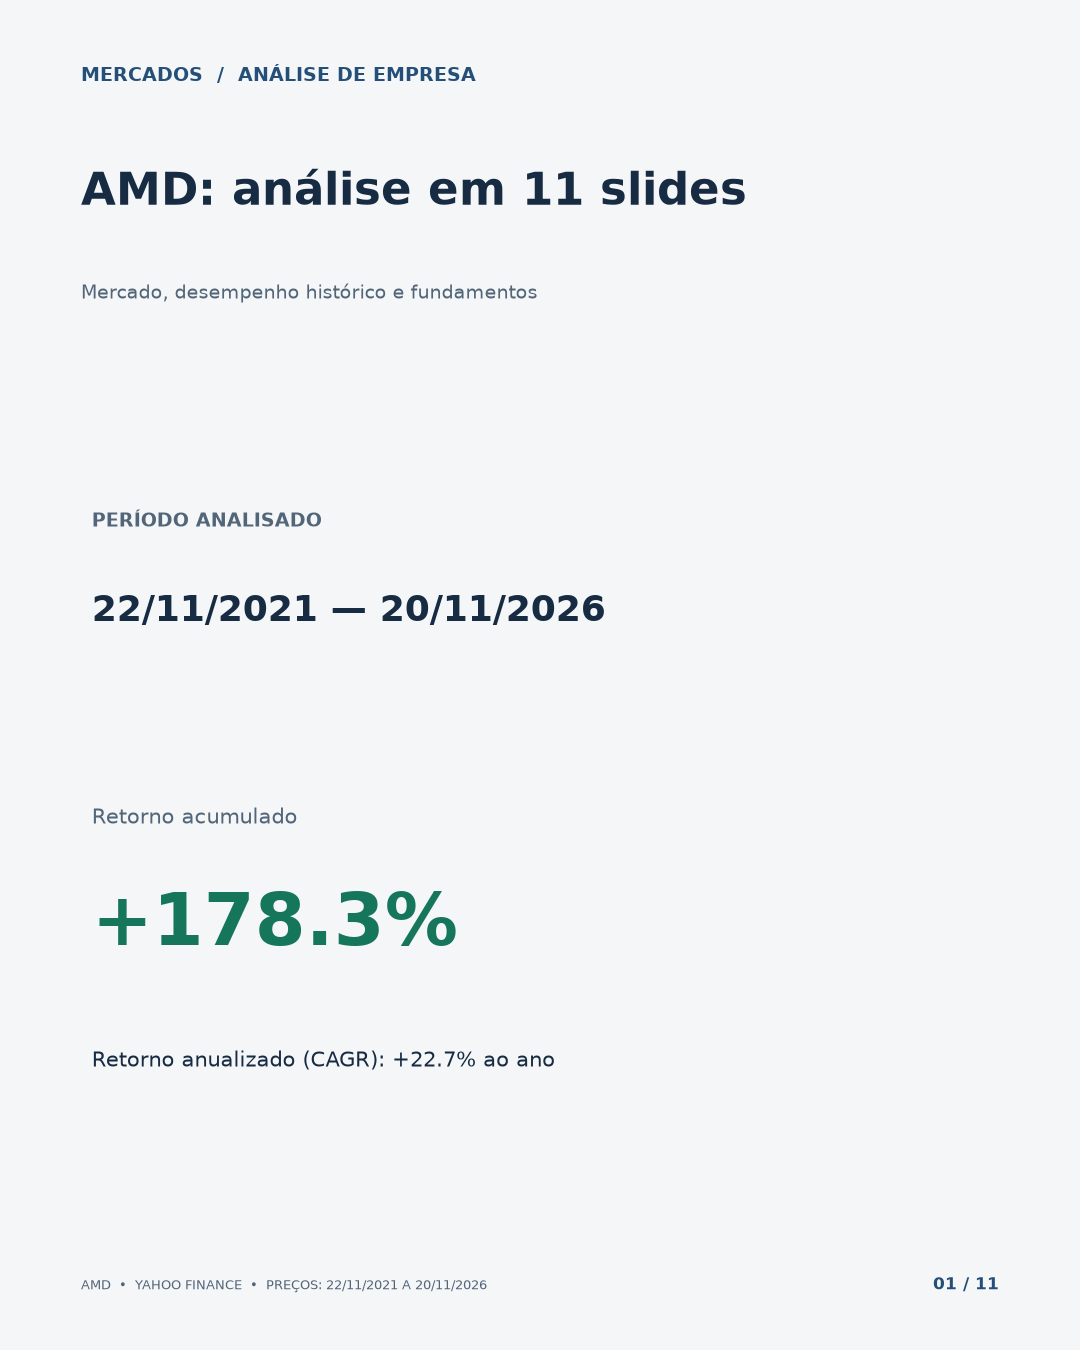 MERCADOS / ANÁLISE DE EMPRESA
AMD: análise em 11 slides
Mercado, desempenho histórico e fundamentos
PERÍODO ANALISADO
22/11/2021 — 20/11/2026
Retorno acumulado
+178.3%
Retorno anualizado (CAGR): +22.7% ao ano
AMD • YAHOO FINANCE • PREÇOS: 22/11/2021 A 20/11/2026
01 / 11